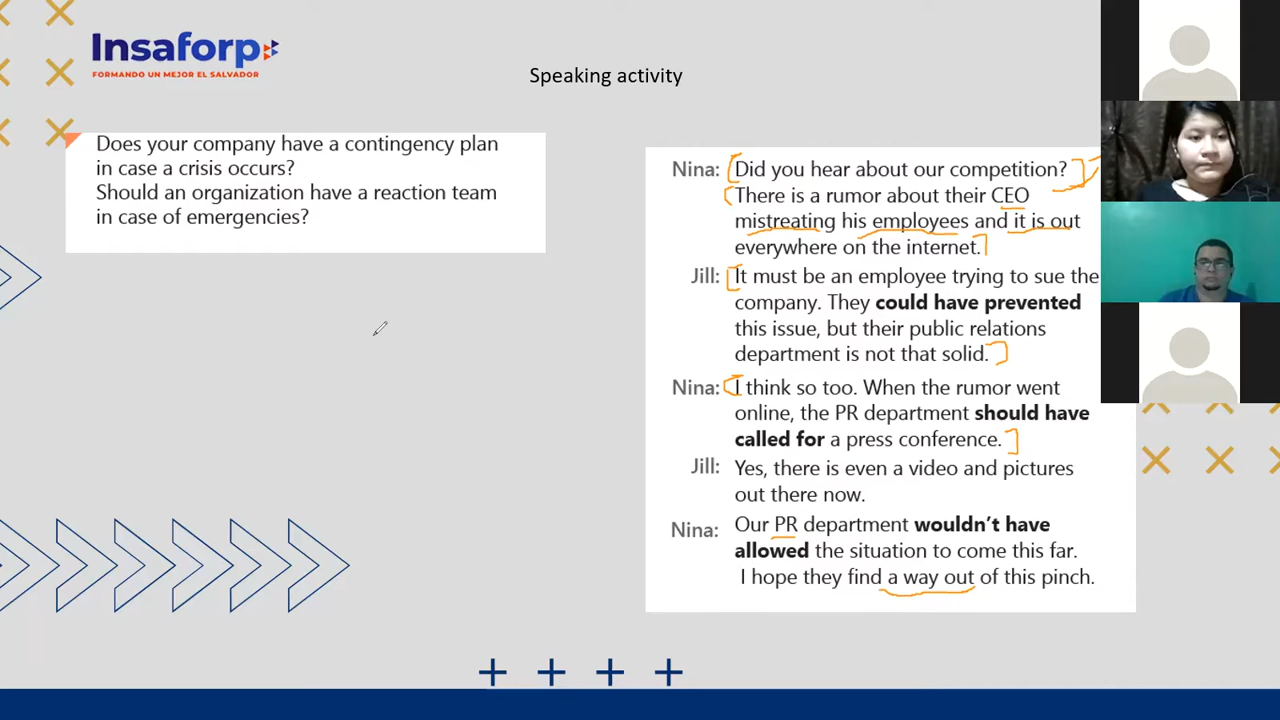 Insaforp
FORMANDO UN MEJOR EL SALVADOR
Speaking activity
Does your company have a contingency plan
in case a crisis occurs?
Should an organization have a reaction team
in case of emergencies?
Nina: Did you hear about our competition?
There is a rumor about their CEO
mistreating his employees and it is out
everywhere on the internet.
Jill: It must be an employee trying to sue the
company. They could have prevented
this issue, but their public relations
department is not that solid.
Nina: I think so too. When the rumor went
online, the PR department should have
called for a press conference.
Jill: Yes, there is even a video and pictures
out there now.
Nina: Our PR department wouldn't have
allowed the situation to come this far.
I hope they find a way out of this pinch.